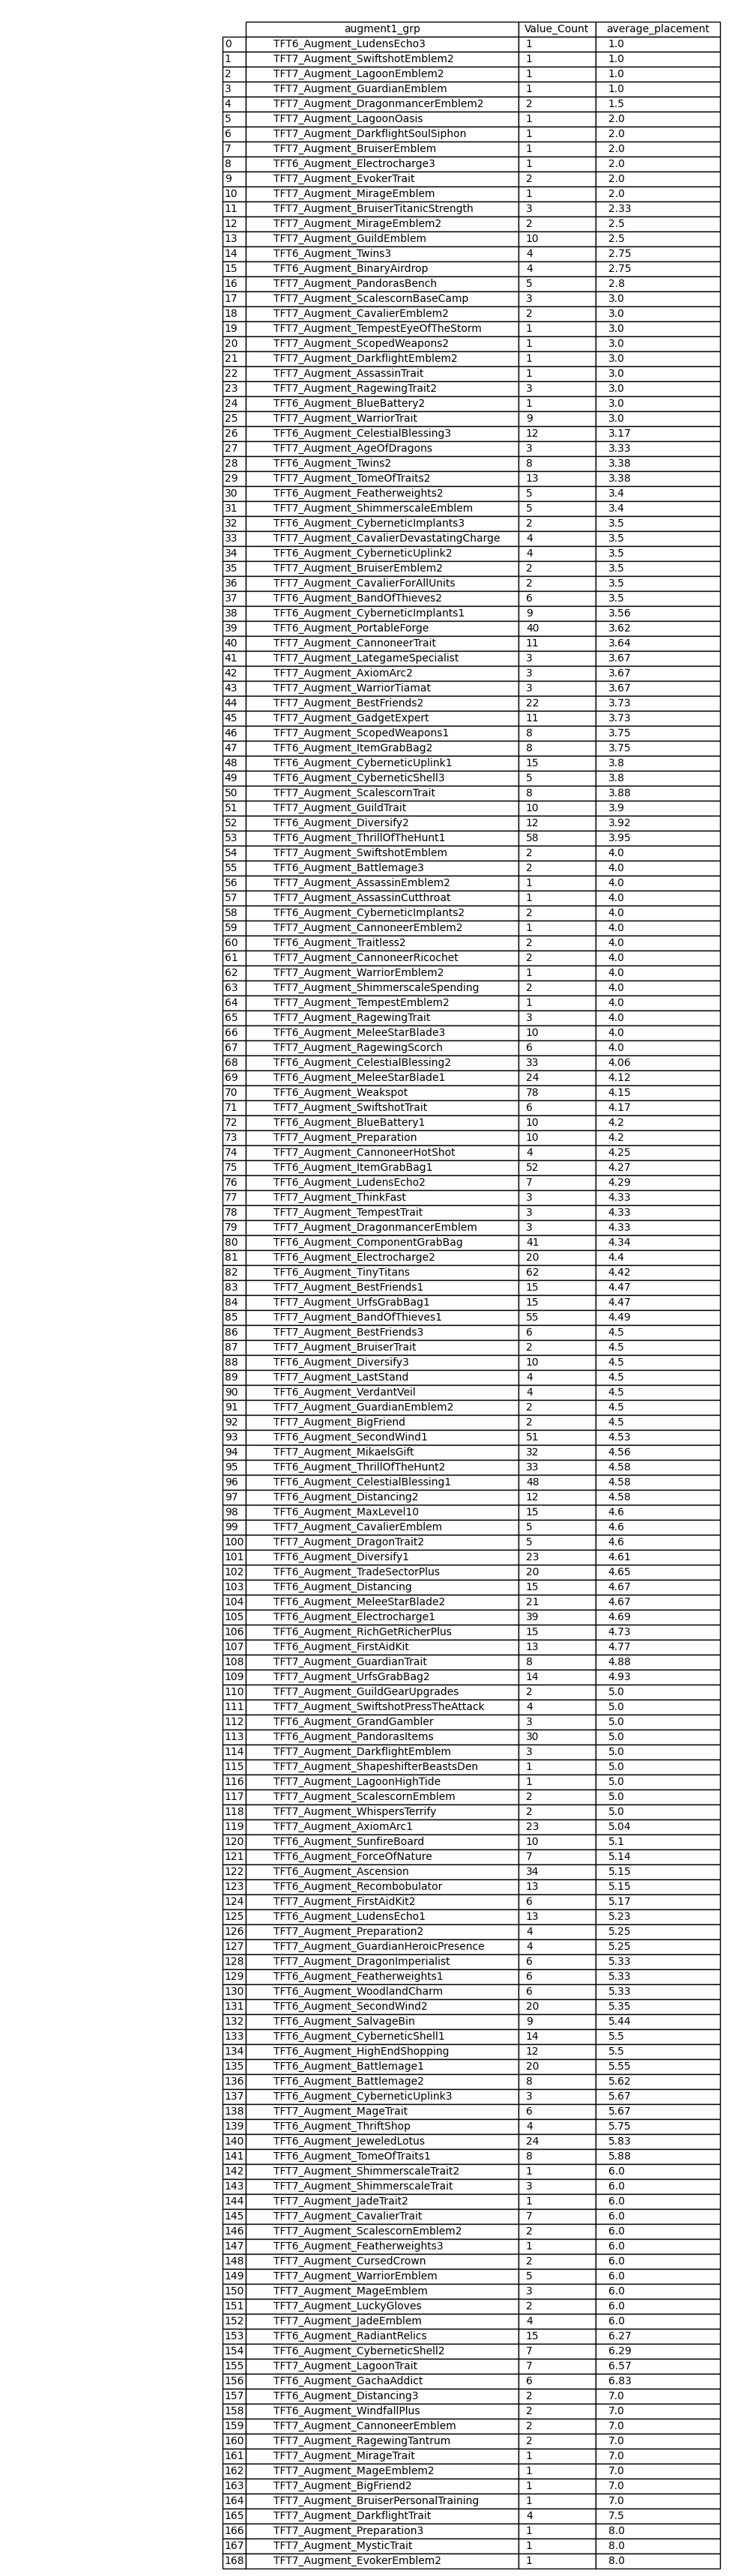 augment1_grp Value_Count average_placement
0 TFT6_Augment_LudensEcho3 1 1.0
1 TFT7_Augment_SwiftshotEmblem2 1 1.0
2 TFT7_Augment_LagoonEmblem2 1 1.0
3 TFT7_Augment_GuardianEmblem 1 1.0
4 TFT7_Augment_DragonmancerEmblem2 2 1.5
5 TFT7_Augment_LagoonOasis 1 2.0
6 TFT7_Augment_DarkflightSoulSiphon 1 2.0
7 TFT7_Augment_BruiserEmblem 1 2.0
8 TFT6_Augment_Electrocharge3 1 2.0
9 TFT7_Augment_EvokerTrait 2 2.0
10 TFT7_Augment_MirageEmblem 1 2.0
11 TFT7_Augment_BruiserTitanicStrength 3 2.33
12 TFT7_Augment_MirageEmblem2 2 2.5
13 TFT7_Augment_GuildEmblem 10 2.5
14 TFT6_Augment_Twins3 4 2.75
15 TFT6_Augment_BinaryAirdrop 4 2.75
16 TFT7_Augment_PandorasBench 5 2.8
17 TFT7_Augment_ScalescornBaseCamp 3 3.0
18 TFT7_Augment_CavalierEmblem2 2 3.0
19 TFT7_Augment_TempestEyeOfTheStorm 1 3.0
20 TFT7_Augment_ScopedWeapons2 1 3.0
21 TFT7_Augment_DarkflightEmblem2 1 3.0
22 TFT7_Augment_AssassinTrait 1 3.0
23 TFT7_Augment_RagewingTrait2 3 3.0
24 TFT6_Augment_BlueBattery2 1 3.0
25 TFT7_Augment_WarriorTrait 9 3.0
26 TFT6_Augment_CelestialBlessing3 12 3.17
27 TFT7_Augment_AgeOfDragons 3 3.33
28 TFT6_Augment_Twins2 8 3.38
29 TFT7_Augment_TomeOfTraits2 13 3.38
30 TFT6_Augment_Featherweights2 5 3.4
31 TFT7_Augment_ShimmerscaleEmblem 5 3.4
32 TFT6_Augment_CyberneticImplants3 2 3.5
33 TFT7_Augment_CavalierDevastatingCharge 4 3.5
34 TFT6_Augment_CyberneticUplink2 4 3.5
35 TFT7_Augment_BruiserEmblem2 2 3.5
36 TFT7_Augment_CavalierForAllUnits 2 3.5
37 TFT6_Augment_BandOfThieves2 6 3.5
38 TFT6_Augment_CyberneticImplants1 9 3.56
39 TFT6_Augment_PortableForge 40 3.62
40 TFT7_Augment_CannoneerTrait 11 3.64
41 TFT7_Augment_LategameSpecialist 3 3.67
42 TFT7_Augment_AxiomArc2 3 3.67
43 TFT7_Augment_WarriorTiamat 3 3.67
44 TFT7_Augment_BestFriends2 22 3.73
45 TFT7_Augment_GadgetExpert 11 3.73
46 TFT7_Augment_ScopedWeapons1 8 3.75
47 TFT6_Augment_ItemGrabBag2 8 3.75
48 TFT6_Augment_CyberneticUplink1 15 3.8
49 TFT6_Augment_CyberneticShell3 5 3.8
50 TFT7_Augment_ScalescornTrait 8 3.88
51 TFT7_Augment_GuildTrait 10 3.9
52 TFT6_Augment_Diversify2 12 3.92
53 TFT6_Augment_ThrillOfTheHunt1 58 3.95
54 TFT7_Augment_SwiftshotEmblem 2 4.0
55 TFT6_Augment_Battlemage3 2 4.0
56 TFT7_Augment_AssassinEmblem2 1 4.0
57 TFT7_Augment_AssassinCutthroat 1 4.0
58 TFT6_Augment_CyberneticImplants2 2 4.0
59 TFT7_Augment_CannoneerEmblem2 1 4.0
60 TFT6_Augment_Traitless2 2 4.0
61 TFT7_Augment_CannoneerRicochet 2 4.0
62 TFT7_Augment_WarriorEmblem2 1 4.0
63 TFT7_Augment_ShimmerscaleSpending 2 4.0
64 TFT7_Augment_TempestEmblem2 1 4.0
65 TFT7_Augment_RagewingTrait 3 4.0
66 TFT6_Augment_MeleeStarBlade3 10 4.0
67 TFT7_Augment_RagewingScorch 6 4.0
68 TFT6_Augment_CelestialBlessing2 33 4.06
69 TFT6_Augment_MeleeStarBlade1 24 4.12
70 TFT6_Augment_Weakspot 78 4.15
71 TFT7_Augment_SwiftshotTrait 6 4.17
72 TFT6_Augment_BlueBattery1 10 4.2
73 TFT7_Augment_Preparation 10 4.2
74 TFT7_Augment_CannoneerHotShot 4 4.25
75 TFT6_Augment_ItemGrabBag1 52 4.27
76 TFT6_Augment_LudensEcho2 7 4.29
77 TFT7_Augment_ThinkFast 3 4.33
78 TFT7_Augment_TempestTrait 3 4.33
79 TFT7_Augment_DragonmancerEmblem 3 4.33
80 TFT6_Augment_ComponentGrabBag 41 4.34
81 TFT6_Augment_Electrocharge2 20 4.4
82 TFT6_Augment_TinyTitans 62 4.42
83 TFT7_Augment_BestFriends1 15 4.47
84 TFT7_Augment_UrfsGrabBag1 15 4.47
85 TFT6_Augment_BandOfThieves1 55 4.49
86 TFT7_Augment_BestFriends3 6 4.5
87 TFT7_Augment_BruiserTrait 2 4.5
88 TFT6_Augment_Diversify3 10 4.5
89 TFT7_Augment_LastStand 4 4.5
90 TFT6_Augment_VerdantVeil 4 4.5
91 TFT7_Augment_GuardianEmblem2 2 4.5
92 TFT7_Augment_BigFriend 2 4.5
93 TFT6_Augment_SecondWind1 51 4.53
94 TFT7_Augment_MikaelsGift 32 4.56
95 TFT6_Augment_ThrillOfTheHunt2 33 4.58
96 TFT6_Augment_CelestialBlessing1 48 4.58
97 TFT6_Augment_Distancing2 12 4.58
98 TFT6_Augment_MaxLevel10 15 4.6
99 TFT7_Augment_CavalierEmblem 5 4.6
100 TFT7_Augment_DragonTrait2 5 4.6
101 TFT6_Augment_Diversify1 23 4.61
102 TFT6_Augment_TradeSectorPlus 20 4.65
103 TFT6_Augment_Distancing 15 4.67
104 TFT6_Augment_MeleeStarBlade2 21 4.67
105 TFT6_Augment_Electrocharge1 39 4.69
106 TFT6_Augment_RichGetRicherPlus 15 4.73
107 TFT6_Augment_FirstAidKit 13 4.77
108 TFT7_Augment_GuardianTrait 8 4.88
109 TFT7_Augment_UrfsGrabBag2 14 4.93
110 TFT7_Augment_GuildGearUpgrades 2 5.0
111 TFT7_Augment_SwiftshotPressTheAttack 4 5.0
112 TFT6_Augment_GrandGambler 3 5.0
113 TFT6_Augment_PandorasItems 30 5.0
114 TFT7_Augment_DarkflightEmblem 3 5.0
115 TFT7_Augment_ShapeshifterBeastsDen 1 5.0
116 TFT7_Augment_LagoonHighTide 1 5.0
117 TFT7_Augment_ScalescornEmblem 2 5.0
118 TFT7_Augment_WhispersTerrify 2 5.0
119 TFT7_Augment_AxiomArc1 23 5.04
120 TFT6_Augment_SunfireBoard 10 5.1
121 TFT6_Augment_ForceOfNature 7 5.14
122 TFT6_Augment_Ascension 34 5.15
123 TFT6_Augment_Recombobulator 13 5.15
124 TFT7_Augment_FirstAidKit2 6 5.17
125 TFT6_Augment_LudensEcho1 13 5.23
126 TFT7_Augment_Preparation2 4 5.25
127 TFT7_Augment_GuardianHeroicPresence 4 5.25
128 TFT7_Augment_DragonImperialist 6 5.33
129 TFT6_Augment_Featherweights1 6 5.33
130 TFT6_Augment_WoodlandCharm 6 5.33
131 TFT6_Augment_SecondWind2 20 5.35
132 TFT6_Augment_SalvageBin 9 5.44
133 TFT6_Augment_CyberneticShell1 14 5.5
134 TFT6_Augment_HighEndShopping 12 5.5
135 TFT6_Augment_Battlemage1 20 5.55
136 TFT6_Augment_Battlemage2 8 5.62
137 TFT6_Augment_CyberneticUplink3 3 5.67
138 TFT7_Augment_MageTrait 6 5.67
139 TFT6_Augment_ThriftShop 4 5.75
140 TFT6_Augment_JeweledLotus 24 5.83
141 TFT7_Augment_TomeOfTraits1 8 5.88
142 TFT7_Augment_ShimmerscaleTrait2 1 6.0
143 TFT7_Augment_ShimmerscaleTrait 3 6.0
144 TFT7_Augment_JadeTrait2 1 6.0
145 TFT7_Augment_CavalierTrait 7 6.0
146 TFT7_Augment_ScalescornEmblem2 2 6.0
147 TFT6_Augment_Featherweights3 1 6.0
148 TFT7_Augment_CursedCrown 2 6.0
149 TFT7_Augment_WarriorEmblem 5 6.0
150 TFT7_Augment_MageEmblem 3 6.0
151 TFT7_Augment_LuckyGloves 2 6.0
152 TFT7_Augment_JadeEmblem 4 6.0
153 TFT6_Augment_RadiantRelics 15 6.27
154 TFT6_Augment_CyberneticShell2 7 6.29
155 TFT7_Augment_LagoonTrait 7 6.57
156 TFT6_Augment_GachaAddict 6 6.83
157 TFT6_Augment_Distancing3 2 7.0
158 TFT6_Augment_WindfallPlus 2 7.0
159 TFT7_Augment_CannoneerEmblem 2 7.0
160 TFT7_Augment_RagewingTantrum 2 7.0
161 TFT7_Augment_MirageTrait 1 7.0
162 TFT7_Augment_MageEmblem2 1 7.0
163 TFT7_Augment_BigFriend2 1 7.0
164 TFT7_Augment_BruiserPersonalTraining 1 7.0
165 TFT7_Augment_DarkflightTrait 4 7.5
166 TFT7_Augment_Preparation3 1 8.0
167 TFT7_Augment_MysticTrait 1 8.0
168 TFT7_Augment_EvokerEmblem2 1 8.0